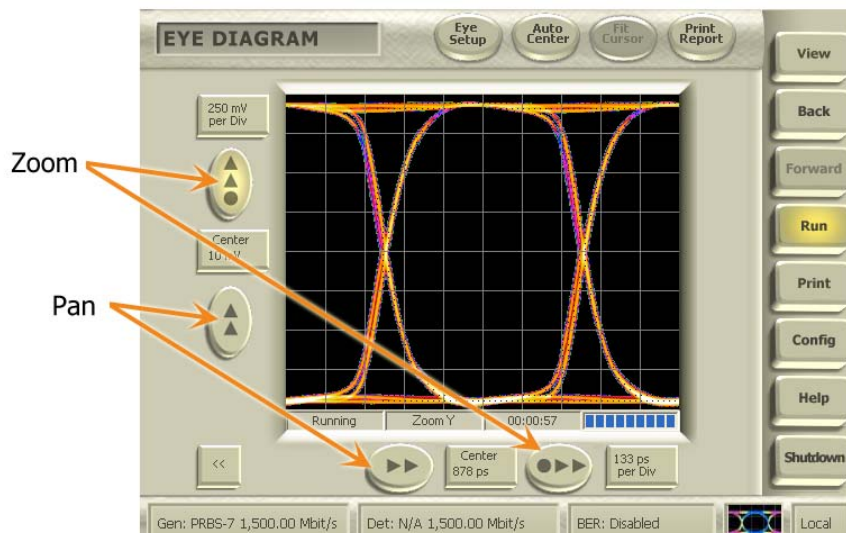 EYE DIAGRAM
Eye
Setup
Auto
Center
Fit
Cursor
Print
Report
View
Back
Forward
Run
Print
Config
Help
Shutdown
250 mV
per Div
Zoom
Center
Pan
Running
Zoom Y
00:00:57
<<
Center
878 ps
133 ps
per Div
Gen: PRBS-7 1,500.00 Mbit/s
Det: N/A 1,500.00 Mbit/s
BER: Disabled
Local